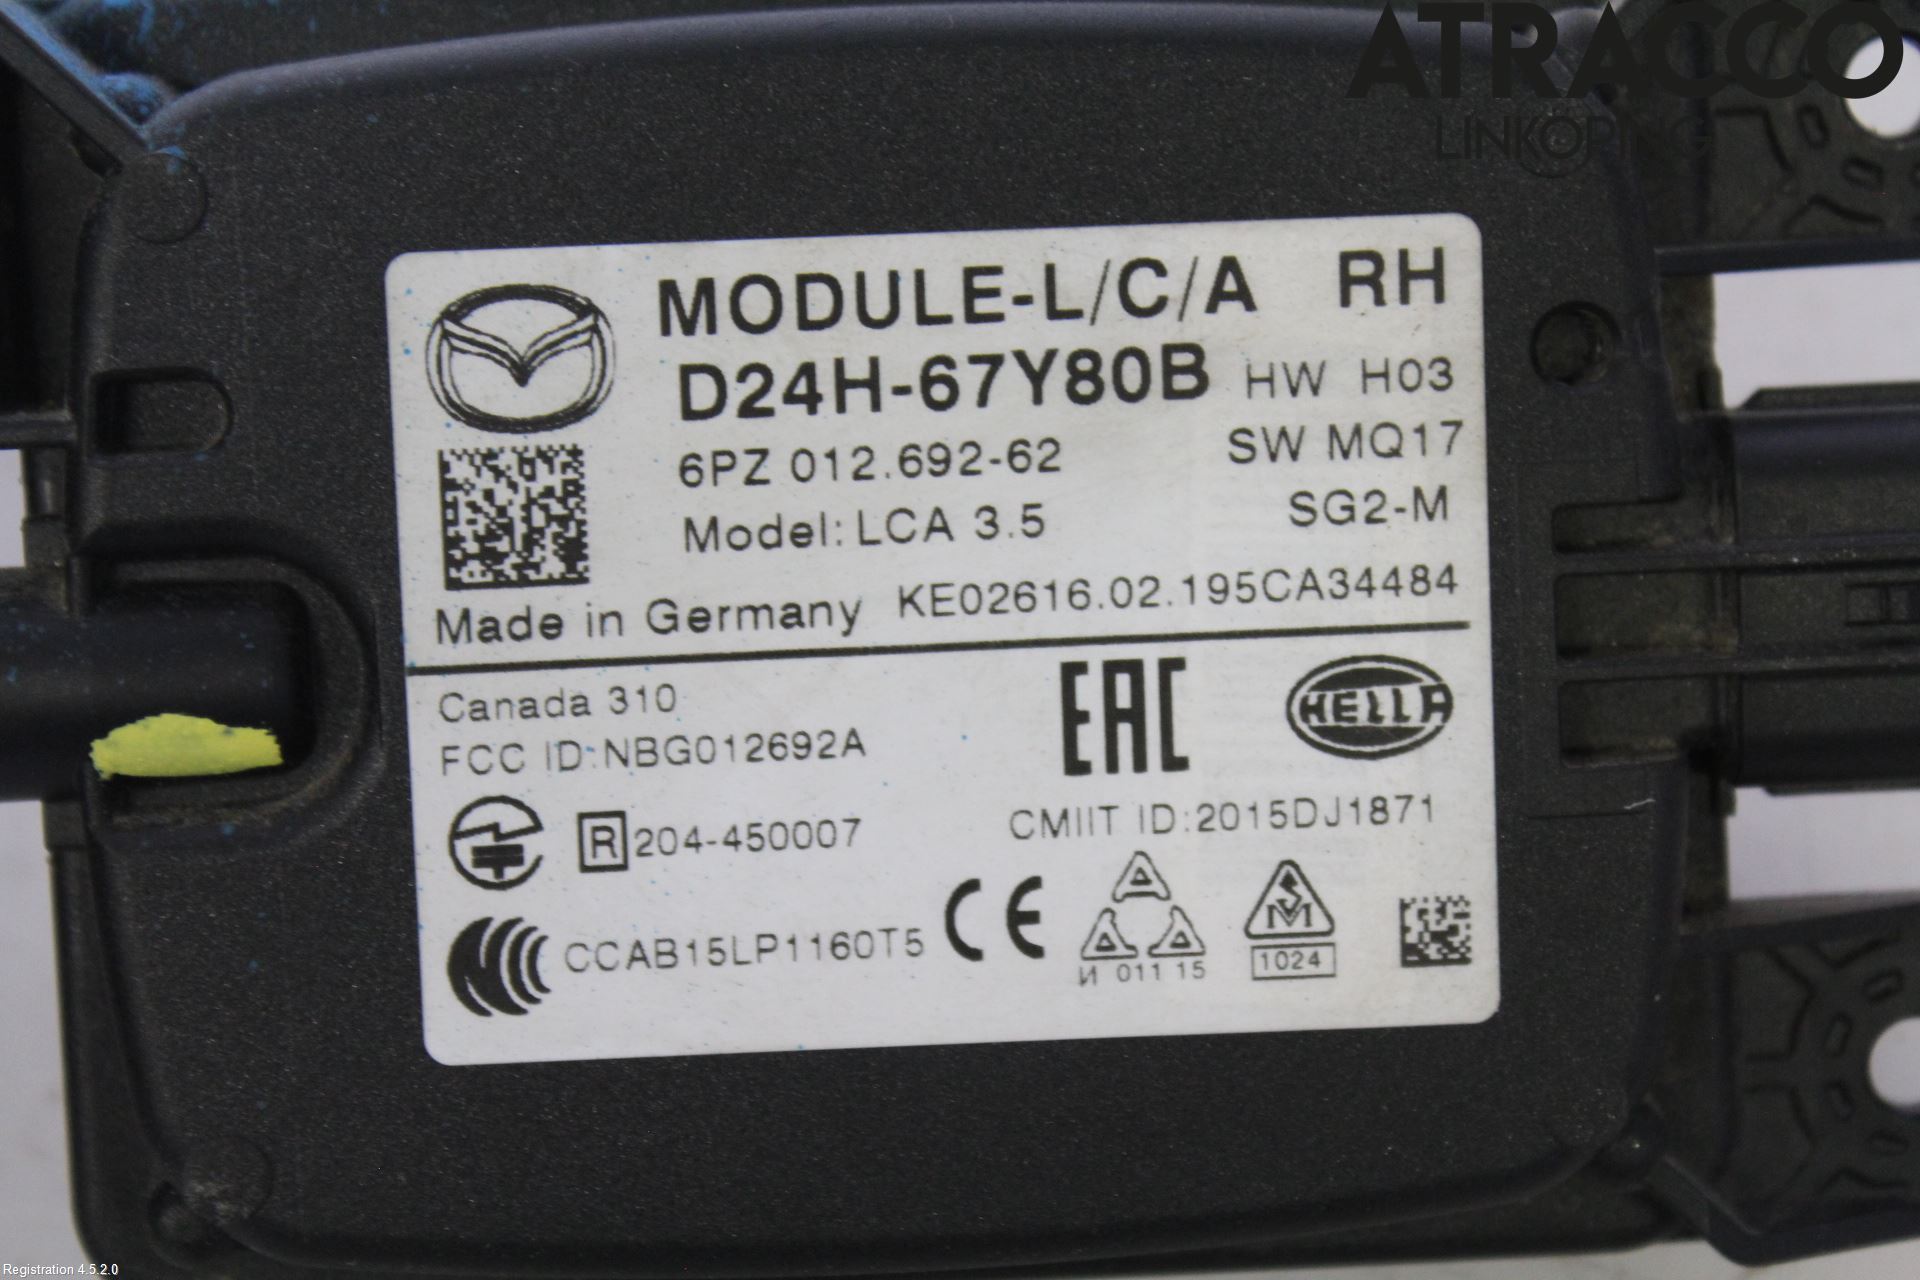 ATRACCO
LINKÖPING
MODULE-L/C/A RH
D24H-67Y80B HW H03
6PZ 012.692-62 SW MQ17
Model: LCA 3.5 SG2-M
Made in Germany KE02616.02.195CA34484
Canada 310
FCC ID:NBG012692A
EAC
HELLA
R 204-450007
CMIIT ID:2015DJ1871
CCAB15LP1160T5
CE
И 011 15
1024
Registration 4.5.2.0